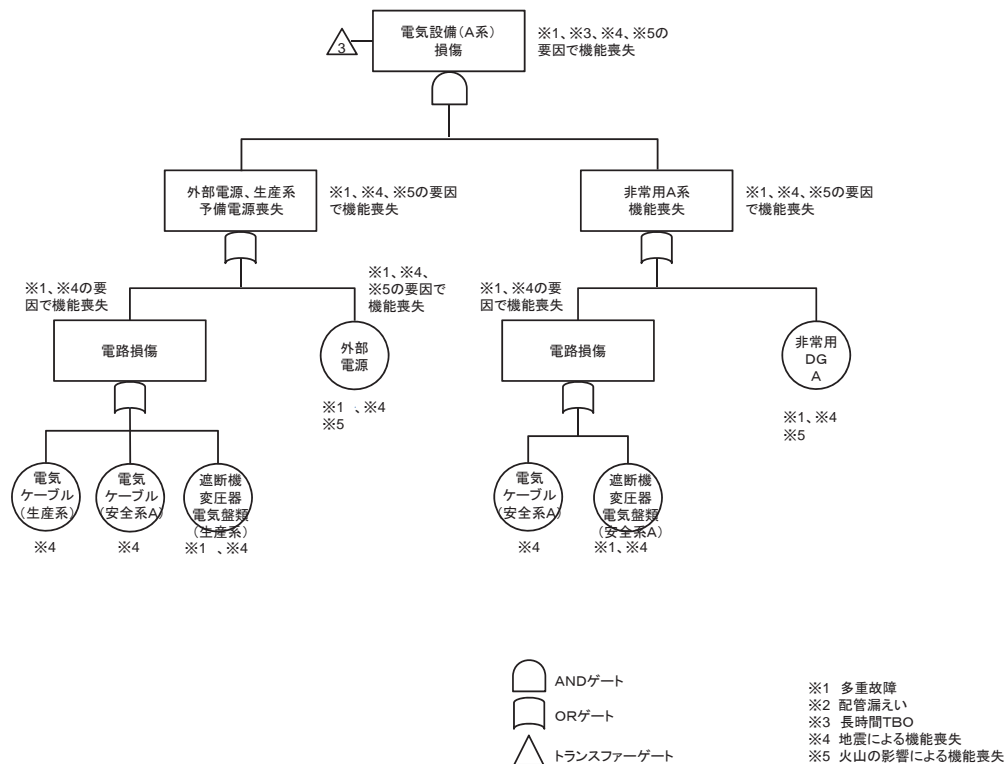 電気設備(A系)
損傷
※1、※3、※4、※5の
要因で機能喪失
3
外部電源、生産系
予備電源喪失
※1、※4、※5の要因
で機能喪失
非常用A系
機能喪失
※1、※4、※5の要因
で機能喪失
※1、※4の要
因で機能喪失
※1、※4、
※5の要因で
機能喪失
※1、※4の要
因で機能喪失
電路損傷
外部
電源
電路損傷
非常用
DG
A
※1 、※4
※5
※1、※4
※5
電気
ケーブル
(生産系)
電気
ケーブル
(安全系A)
遮断機
変圧器
電気盤類
(生産系)
電気
ケーブル
(安全系A)
遮断機
変圧器
電気盤類
(安全系A)
※4
※4
※1 、※4
※4
※1、※4
ANDゲート
ORゲート
トランスファーゲート
※1 多重故障
※2 配管漏えい
※3 長時間TBO
※4 地震による機能喪失
※5 火山の影響による機能喪失